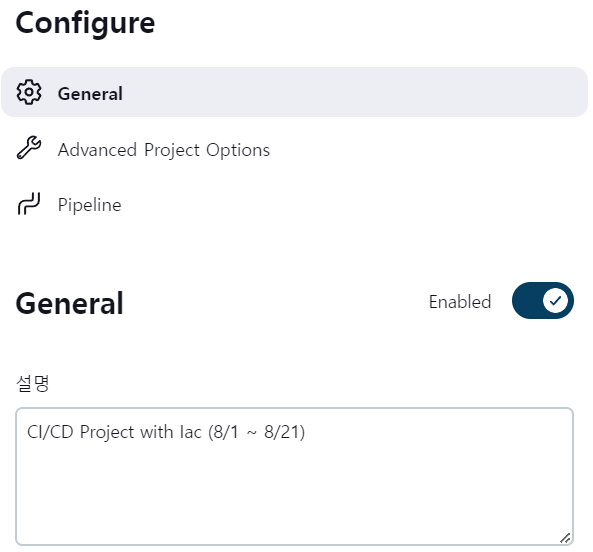 Configure
General
Advanced Project Options
Pipeline
General
Enabled
설명
CI/CD Project with Iac (8/1 ~ 8/21)